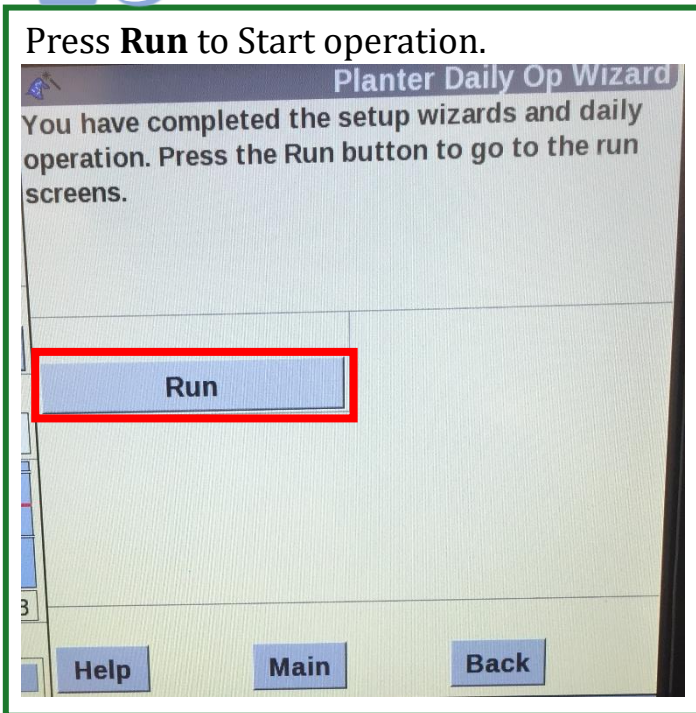 Press Run to Start operation.
Planter Daily Op Wizard
You have completed the setup wizards and daily
operation. Press the Run button to go to the run
screens.
Run
3
Help
Main
Back